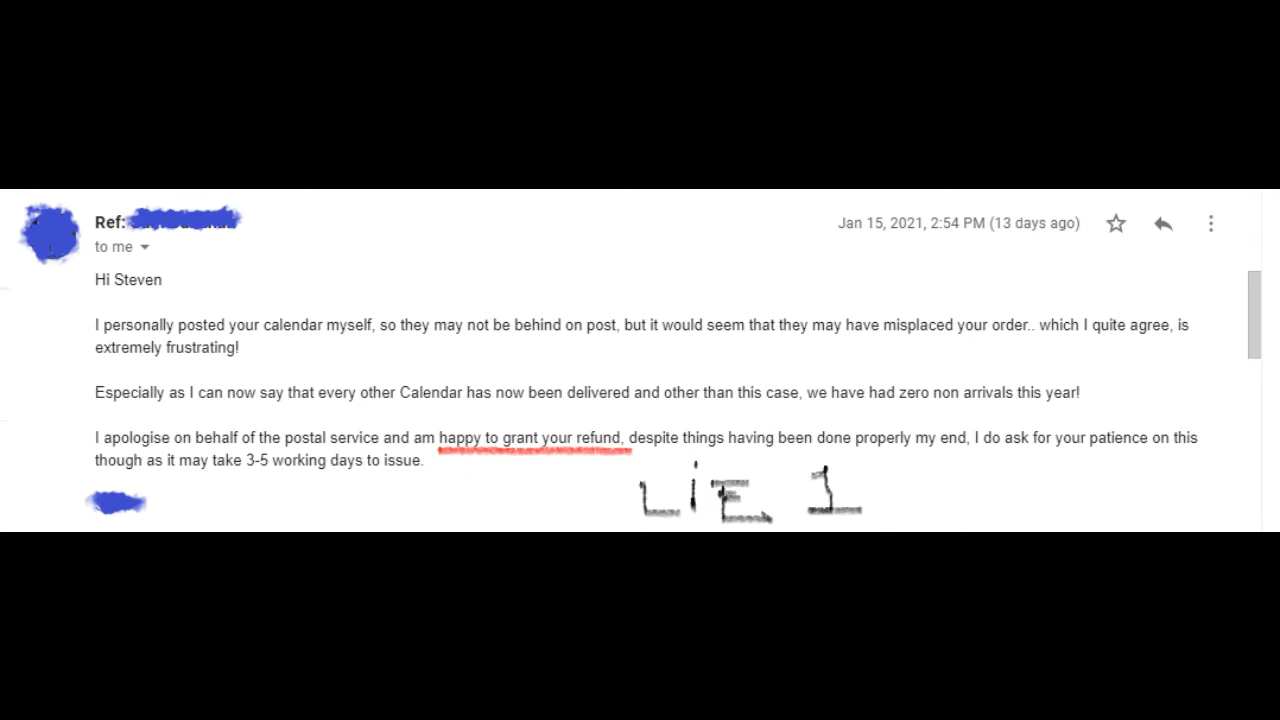 Ref:
Jan 15, 2021, 2:54 PM (13 days ago)
to me
Hi Steven
I personally posted your calendar myself, so they may not be behind on post, but it would seem that they may have misplaced your order.. which I quite agree, is
extremely frustrating!
Especially as I can now say that every other Calendar has now been delivered and other than this case, we have had zero non arrivals this year!
I apologise on behalf of the postal service and am happy to grant your refund, despite things having been done properly my end, I do ask for your patience on this
though as it may take 3-5 working days to issue.
LiE 1